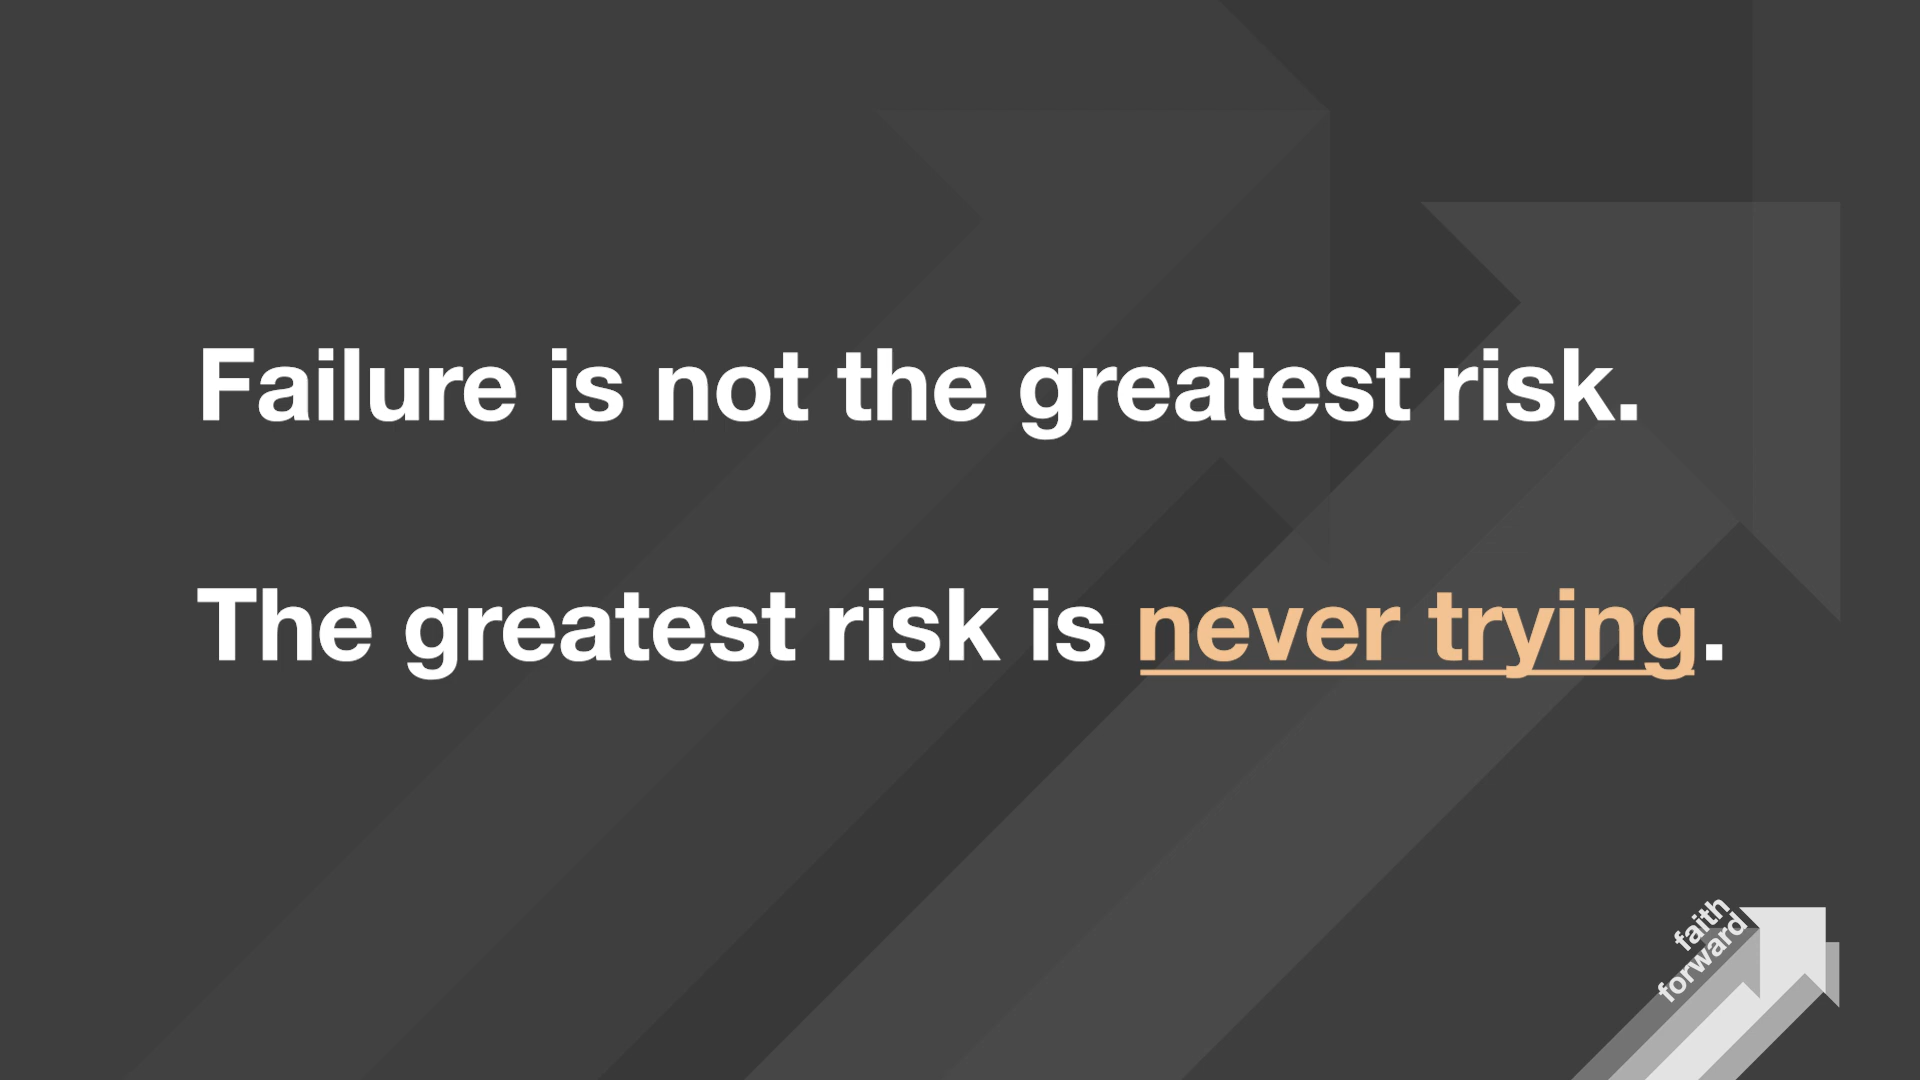 Failure is not the greatest risk.
The greatest risk is never trying.
faith
forward